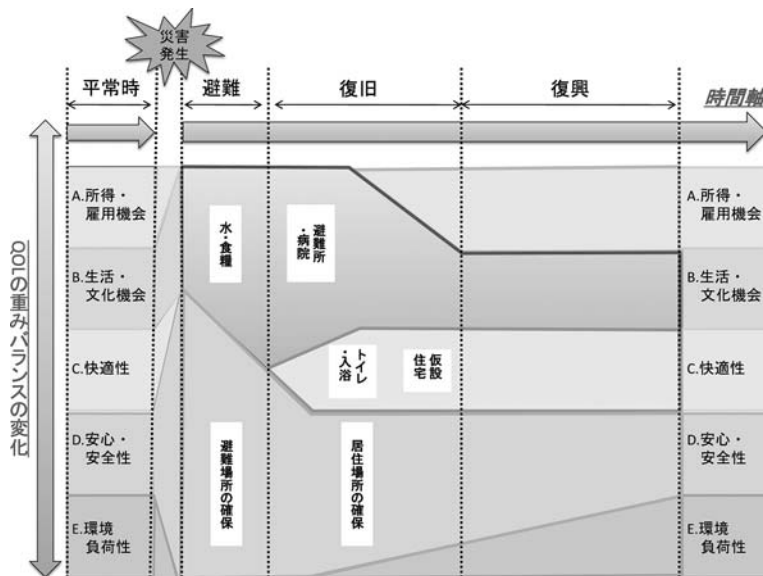 災害
発生
平常時
避難
復旧
復興
時間軸
QOLの重みバランスの変化
A.所得・
雇用機会
B.生活・
文化機会
C.快適性
D.安心・
安全性
E.環境
負荷性
水・食糧
避難所
・病院
トイレ
・入浴
仮設
住宅
避難場所の確保
居住場所の確保
A.所得・
雇用機会
B.生活・
文化機会
C.快適性
D.安心・
安全性
E.環境
負荷性